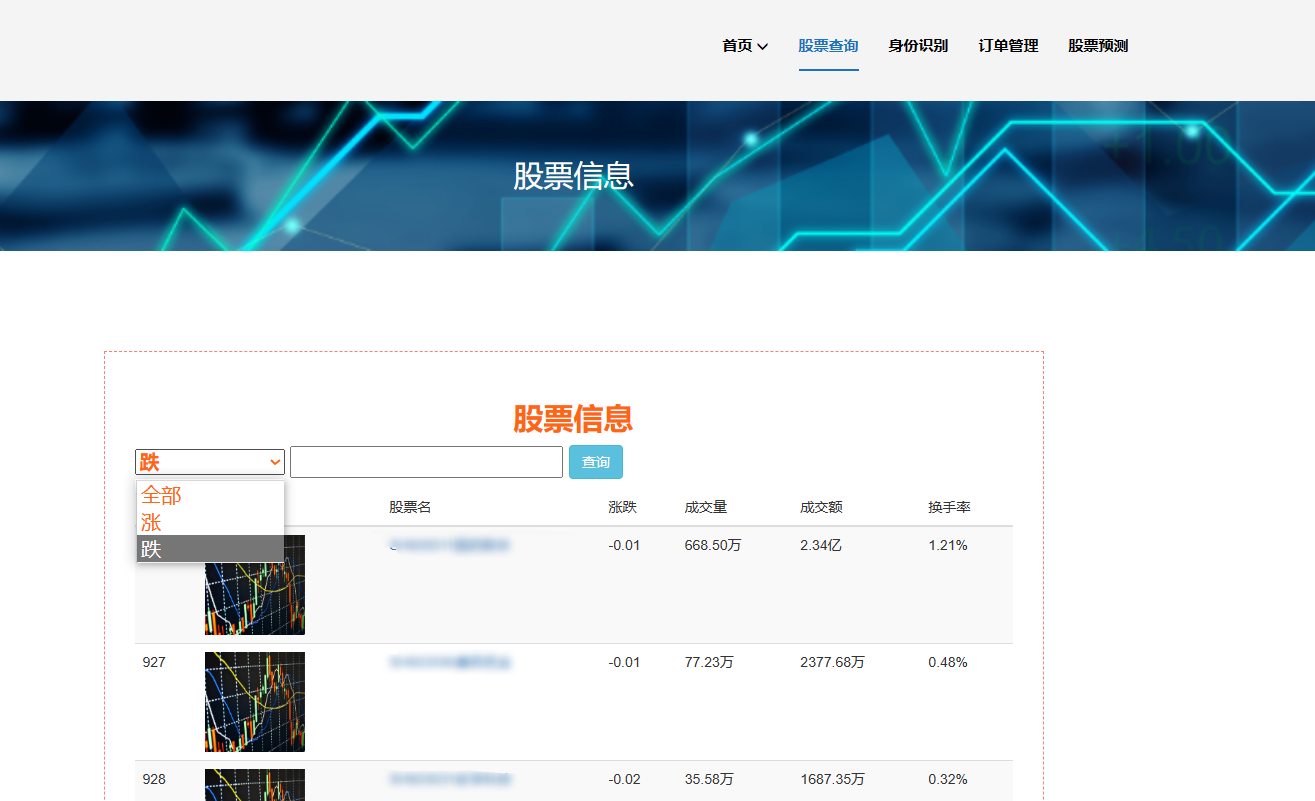 首页 股票查询 身份识别 订单管理 股票预测
股票信息
股票信息
跌 查询
全部
涨
跌
股票名 涨跌 成交量 成交额 换手率
-0.01 668.50万 2.34亿 1.21%
927 -0.01 77.23万 2377.68万 0.48%
928 -0.02 35.58万 1687.35万 0.32%